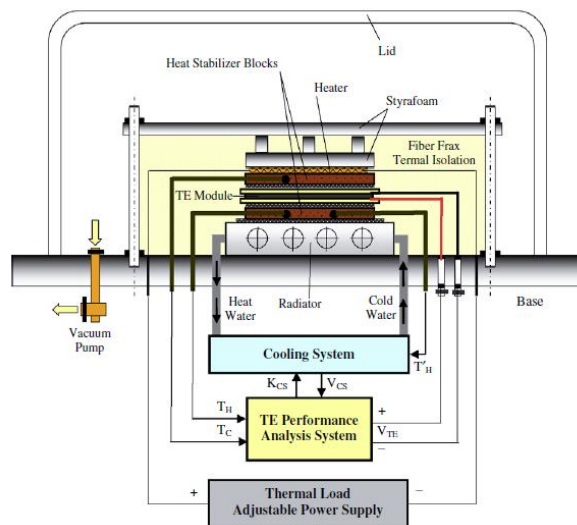 Lid
Heat Stabilizer Blocks
Heater
Styrafoam
Fiber Frax
Termal Isolation
TE Module
Heat
Water
Radiator
Cold
Water
Base
Vacuum
Pump
Cooling System
T'H
KCS
VCS
TH
TC
TE Performance
Analysis System
+
VTE
–
+
Thermal Load
Adjustable Power Supply
–